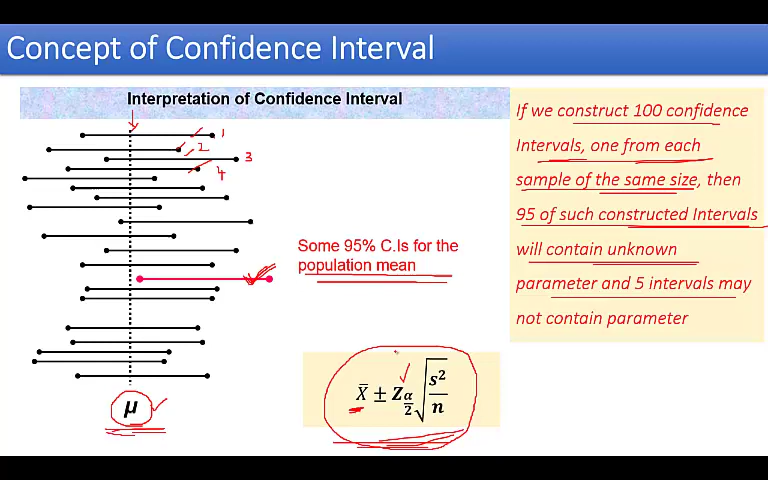 Concept of Confidence Interval
Interpretation of Confidence Interval
1
2
3
4
Some 95% C.Is for the
population mean
μ
X̄ ± Z α/2 √(s²/n)
If we construct 100 confidence
Intervals, one from each
sample of the same size, then
95 of such constructed Intervals
will contain unknown
parameter and 5 intervals may
not contain parameter